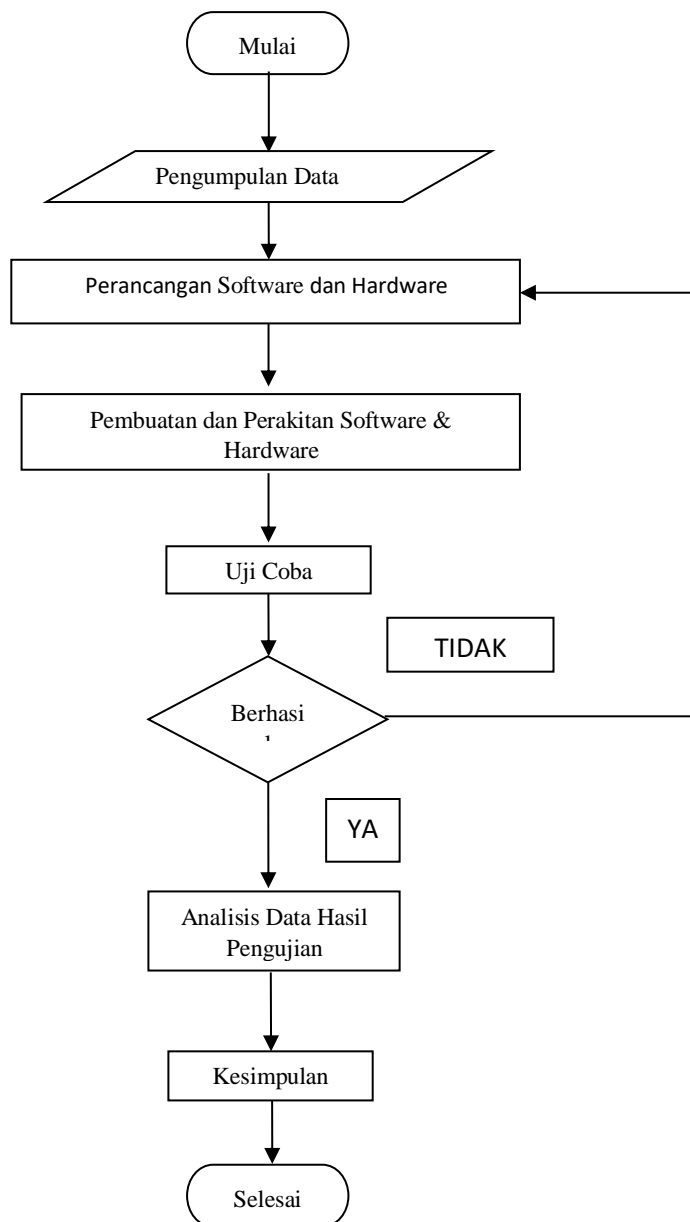 Mulai
Pengumpulan Data
Perancangan Software dan Hardware
Pembuatan dan Perakitan Software &
Hardware
Uji Coba
TIDAK
Berhasi
YA
Analisis Data Hasil
Pengujian
Kesimpulan
Selesai